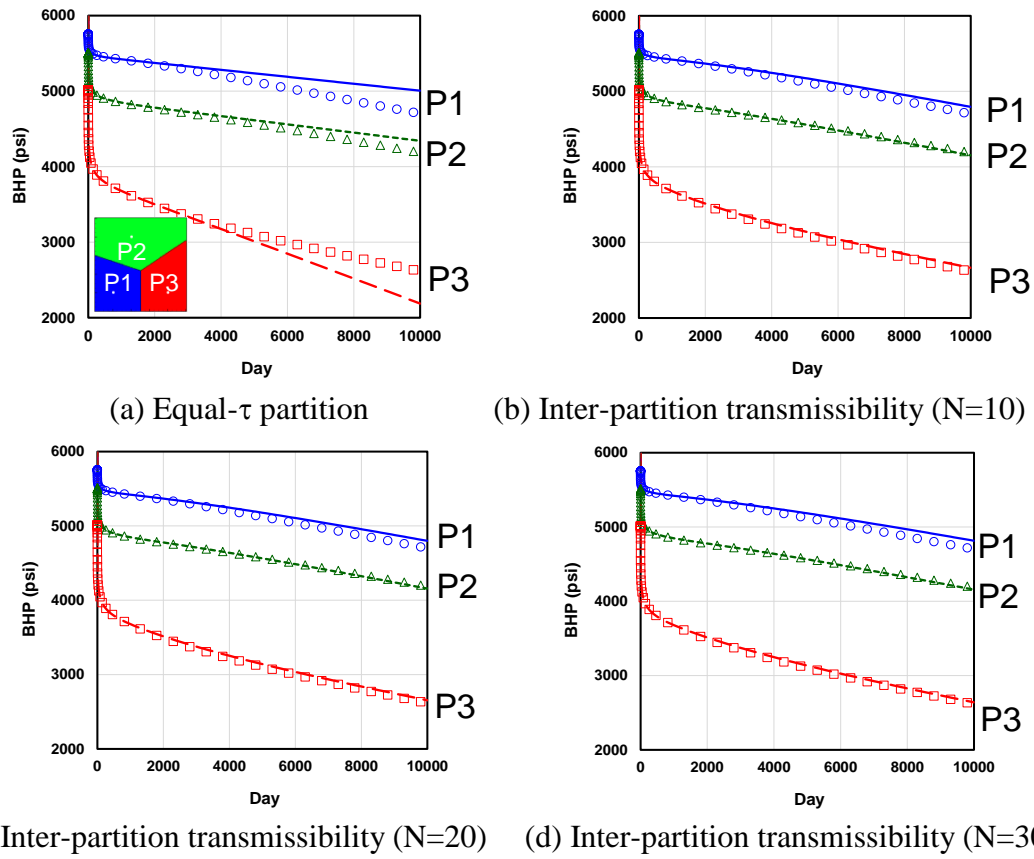 6000
5000
4000
3000
2000
BHP (psi)
P1
P2
P3
P2
P1
P3
0 2000 4000 6000 8000 10000
Day
(a) Equal-τ partition
6000
5000
4000
3000
2000
BHP (psi)
P1
P2
P3
0 2000 4000 6000 8000 10000
Day
(b) Inter-partition transmissibility (N=10)
6000
5000
4000
3000
2000
BHP (psi)
P1
P2
P3
0 2000 4000 6000 8000 10000
Day
Inter-partition transmissibility (N=20)
6000
5000
4000
3000
2000
BHP (psi)
P1
P2
P3
0 2000 4000 6000 8000 10000
Day
(d) Inter-partition transmissibility (N=30